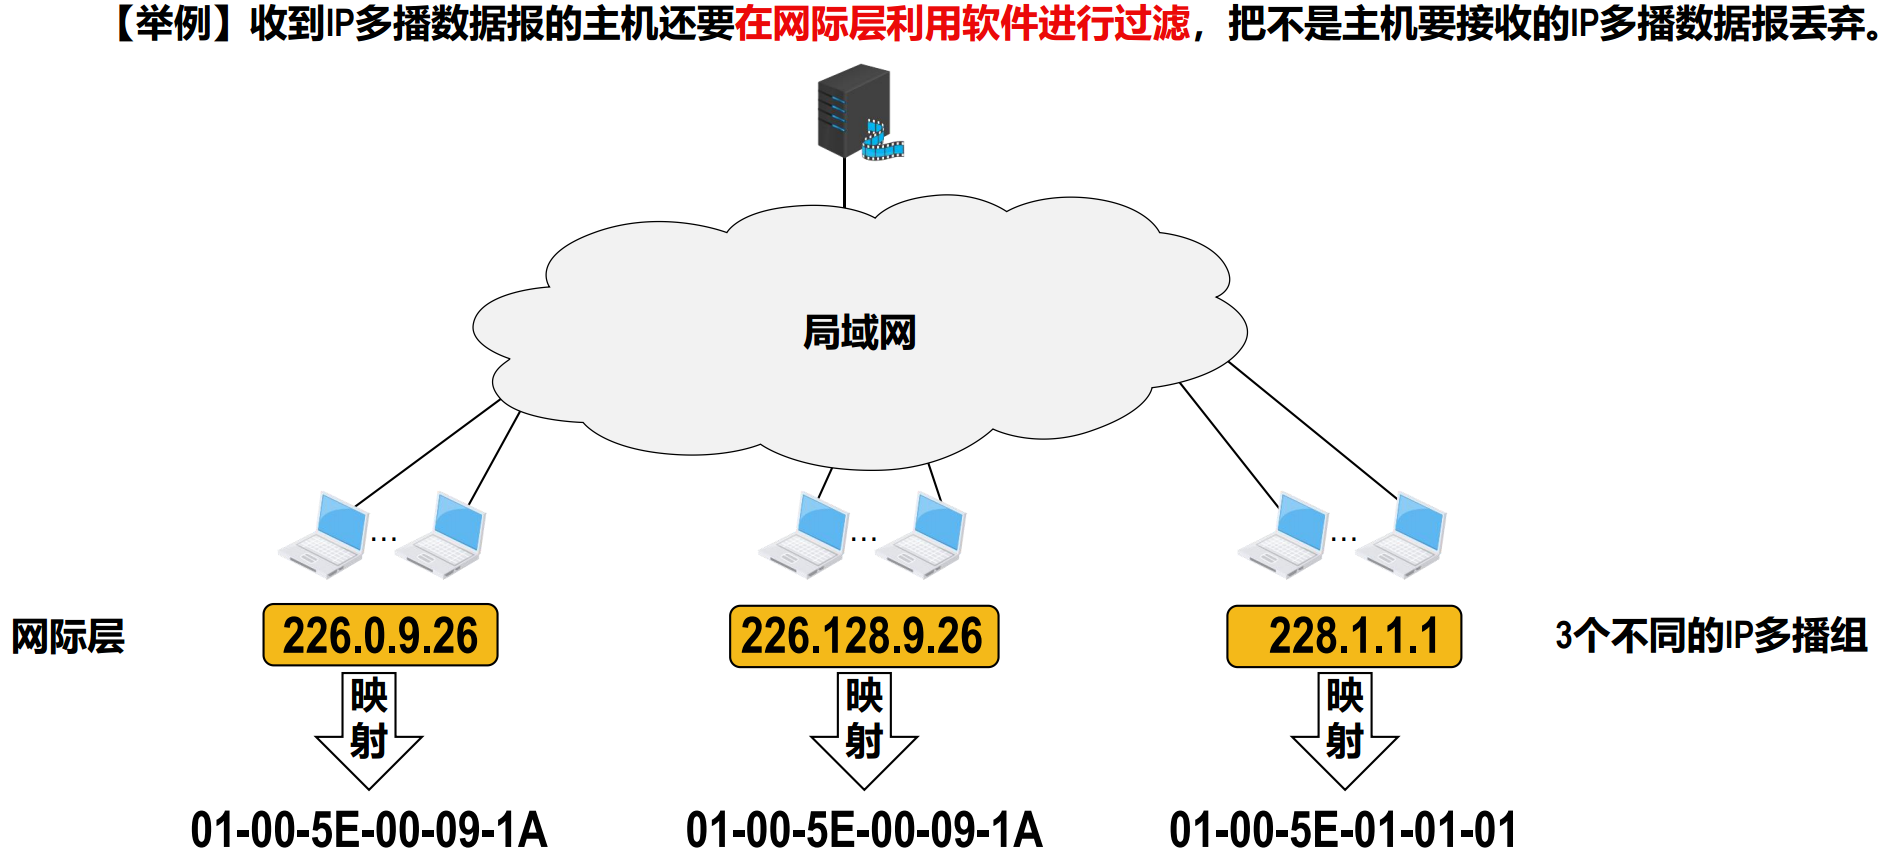 【举例】收到IP多播数据报的主机还要在网际层利用软件进行过滤，把不是主机要接收的IP多播数据报丢弃。
局域网
... ... ...
网际层 226.0.9.26 226.128.9.26 228.1.1.1 3个不同的IP多播组
映射 映射 映射
01-00-5E-00-09-1A 01-00-5E-00-09-1A 01-00-5E-01-01-01